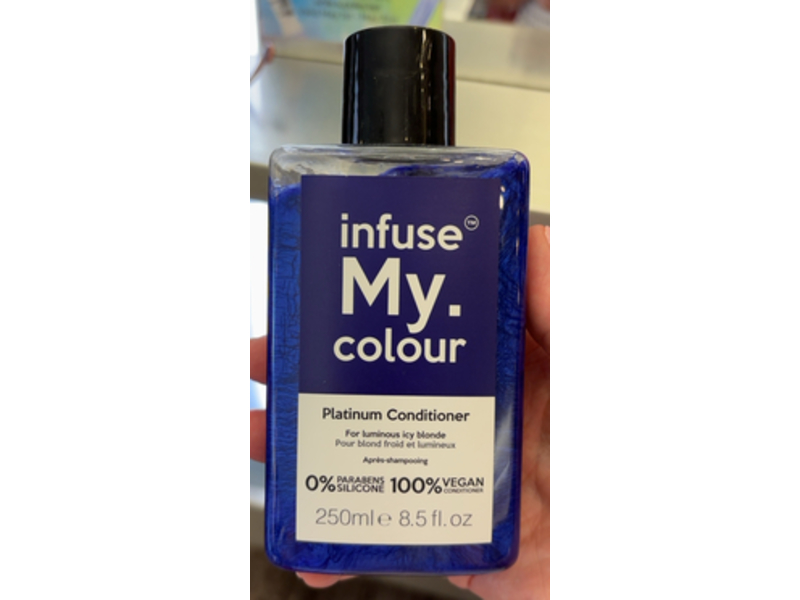 infuse™
My.
colour
Platinum Conditioner
For luminous icy blonde
Pour blond froid et lumineux
Après-shampooing
0% PARABENS SILICONE 100% VEGAN CONDITIONER
250ml e 8.5 fl. oz